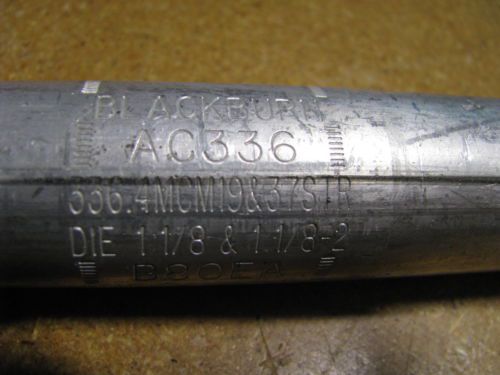 BLACKBURN
AC336
336.4MCM19&37STR
DIE 1 1/8 & 1.1/8-2
B80EA